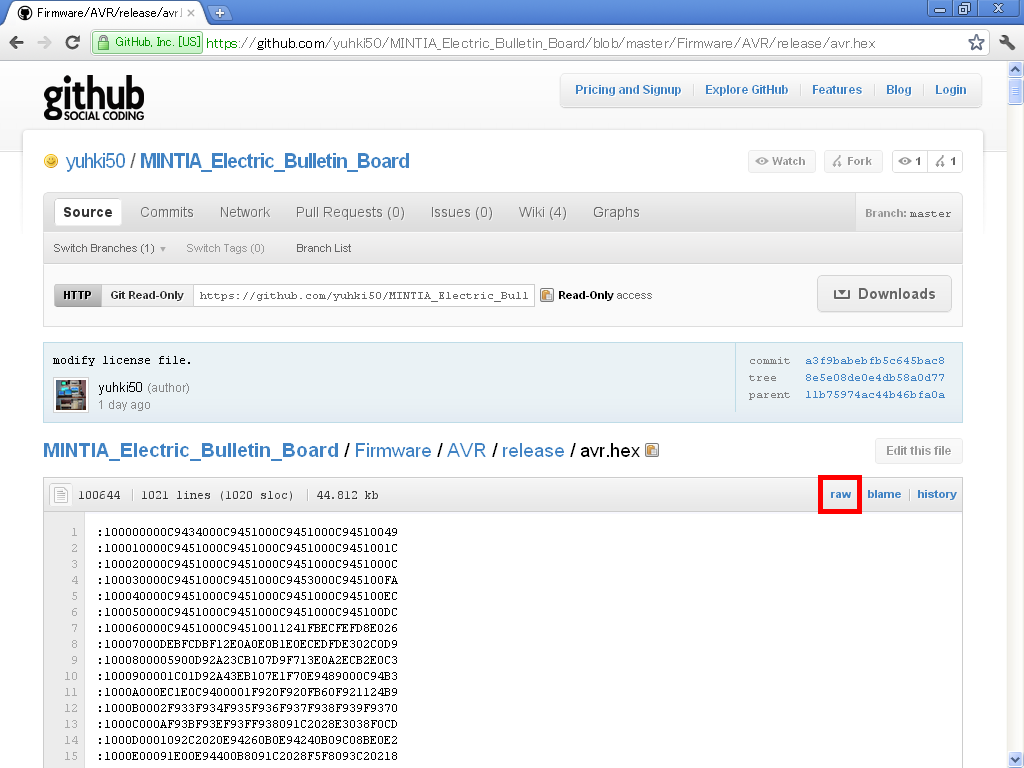 Firmware/AVR/release/avr
GitHub, Inc. [US] https://github.com/yuhki50/MINTIA_Electric_Bulletin_Board/blob/master/Firmware/AVR/release/avr.hex
github
SOCIAL CODING
Pricing and Signup Explore GitHub Features Blog Login
yuhki50 / MINTIA_Electric_Bulletin_Board
Watch Fork 1 1
Source Commits Network Pull Requests (0) Issues (0) Wiki (4) Graphs Branch: master
Switch Branches (1) Switch Tags (0) Branch List
HTTP Git Read-Only https://github.com/yuhki50/MINTIA_Electric_Bull Read-Only access Downloads
modify license file.
yuhki50 (author)
1 day ago
commit a3f9babebfb5c645bac8
tree 8e5e08de0e4db58a0d77
parent 11b75974ac44b46bfa0a
MINTIA_Electric_Bulletin_Board / Firmware / AVR / release / avr.hex Edit this file
100644 1021 lines (1020 sloc) 44.812 kb raw blame history
1 :100000000C9434000C9451000C9451000C94510049
2 :100010000C9451000C9451000C9451000C9451001C
3 :100020000C9451000C9451000C9451000C9451000C
4 :100030000C9451000C9451000C9453000C945100FA
5 :100040000C9451000C9451000C9451000C945100EC
6 :100050000C9451000C9451000C9451000C945100DC
7 :100060000C9451000C94510011241FBECFEFD8E026
8 :10007000DEBFCDBF12E0A0E0B1E0ECEDFDE302C0D9
9 :1000800005900D92A23CB107D9F713E0A2ECB2E0C3
10 :1000900001C01D92A43EB107E1F70E9489000C94B3
11 :1000A000EC1E0C9400001F920F920FB60F921124B9
12 :1000B0002F933F934F935F936F937F938F939F9370
13 :1000C000AF93BF93EF93FF938091C2028E3038F0CD
14 :1000D0001092C2020E94260B0E94240B09C08BE0E2
15 :1000E00091E00E94400B8091C2028F5F8093C20218